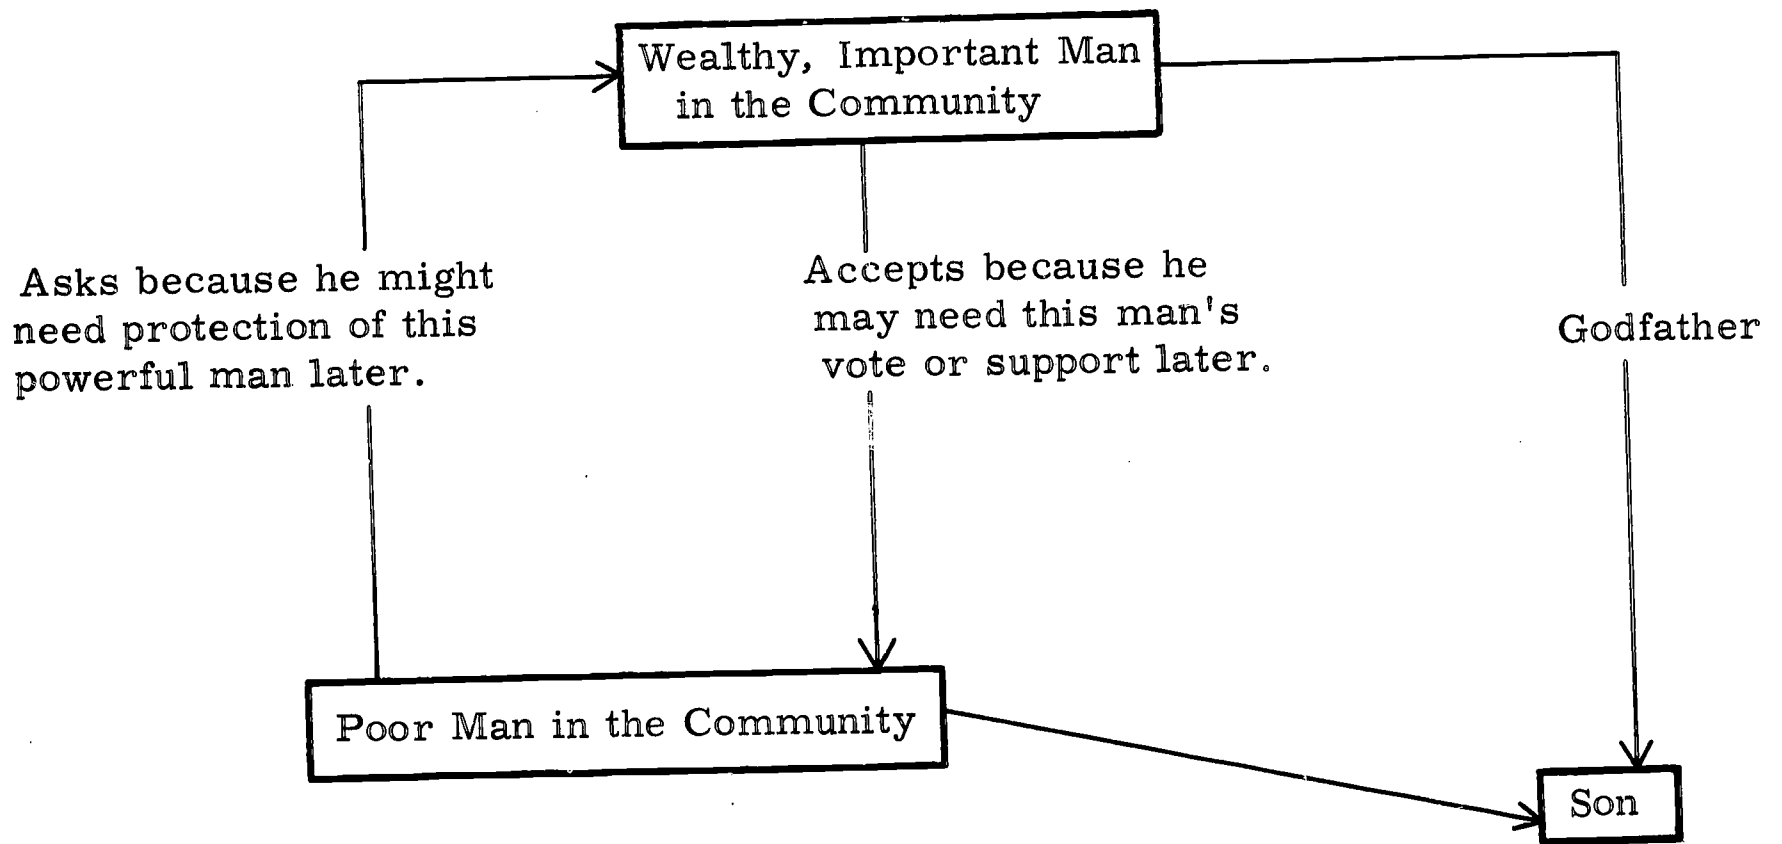 Wealthy, Important Man
in the Community
Asks because he might
need protection of this
powerful man later.
Accepts because he
may need this man's
vote or support later.
Godfather
Poor Man in the Community
Son